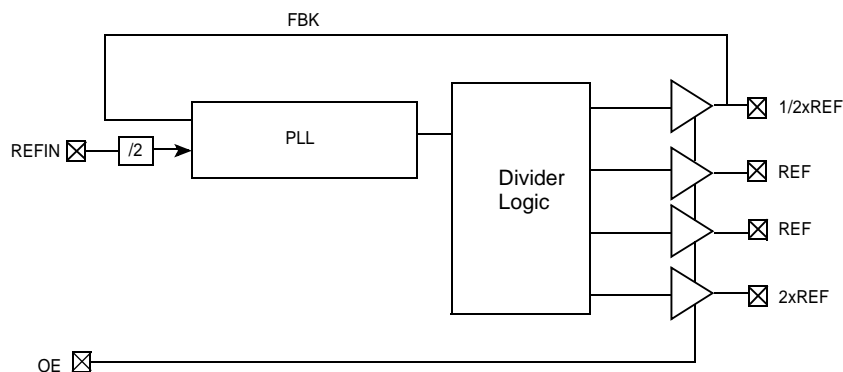 FBK
1/2xREF
PLL
REFIN
/2
Divider
Logic
REF
REF
2xREF
OE